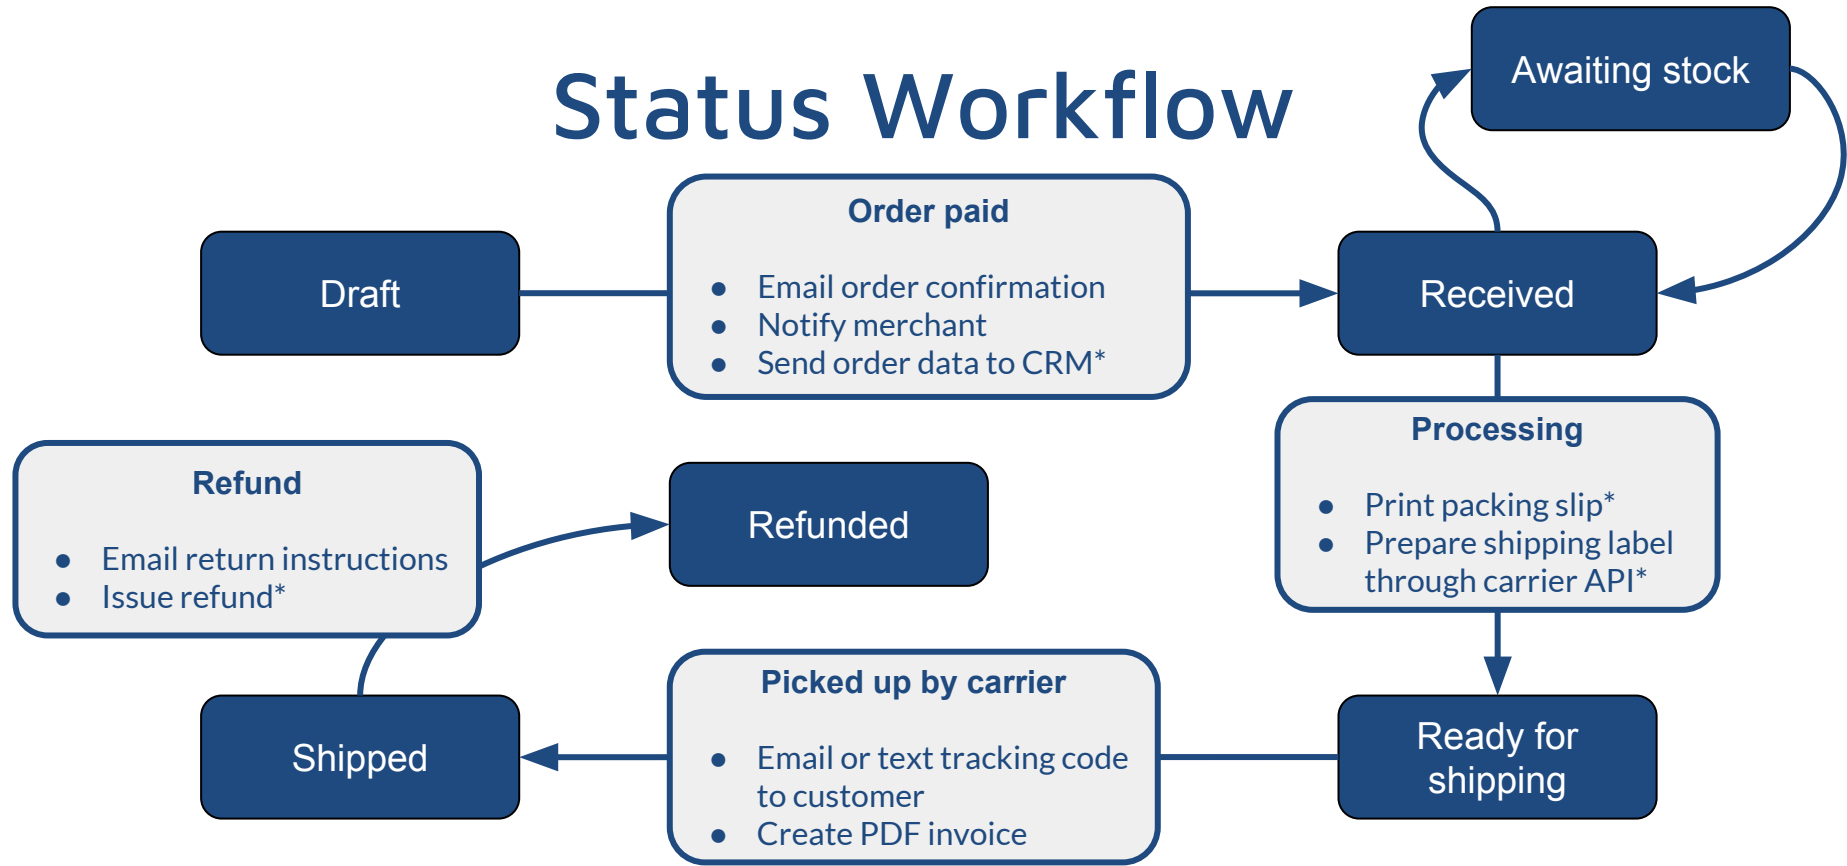 Status Workflow
Awaiting stock
Order paid
● Email order confirmation
● Notify merchant
● Send order data to CRM*
Draft
Received
Processing
● Print packing slip*
● Prepare shipping label
through carrier API*
Refund
● Email return instructions
● Issue refund*
Refunded
Picked up by carrier
● Email or text tracking code
to customer
● Create PDF invoice
Shipped
Ready for
shipping